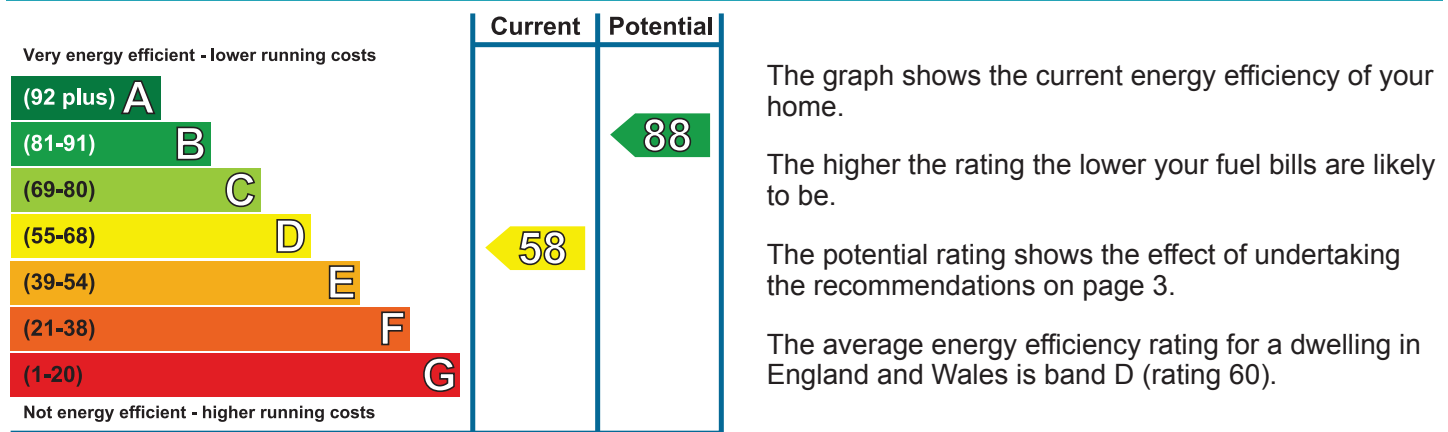 Current Potential
Very energy efficient - lower running costs
(92 plus) A
(81-91) B
88
(69-80) C
(55-68) D
58
(39-54) E
(21-38) F
(1-20) G
Not energy efficient - higher running costs
The graph shows the current energy efficiency of your
home.
The higher the rating the lower your fuel bills are likely
to be.
The potential rating shows the effect of undertaking
the recommendations on page 3.
The average energy efficiency rating for a dwelling in
England and Wales is band D (rating 60).